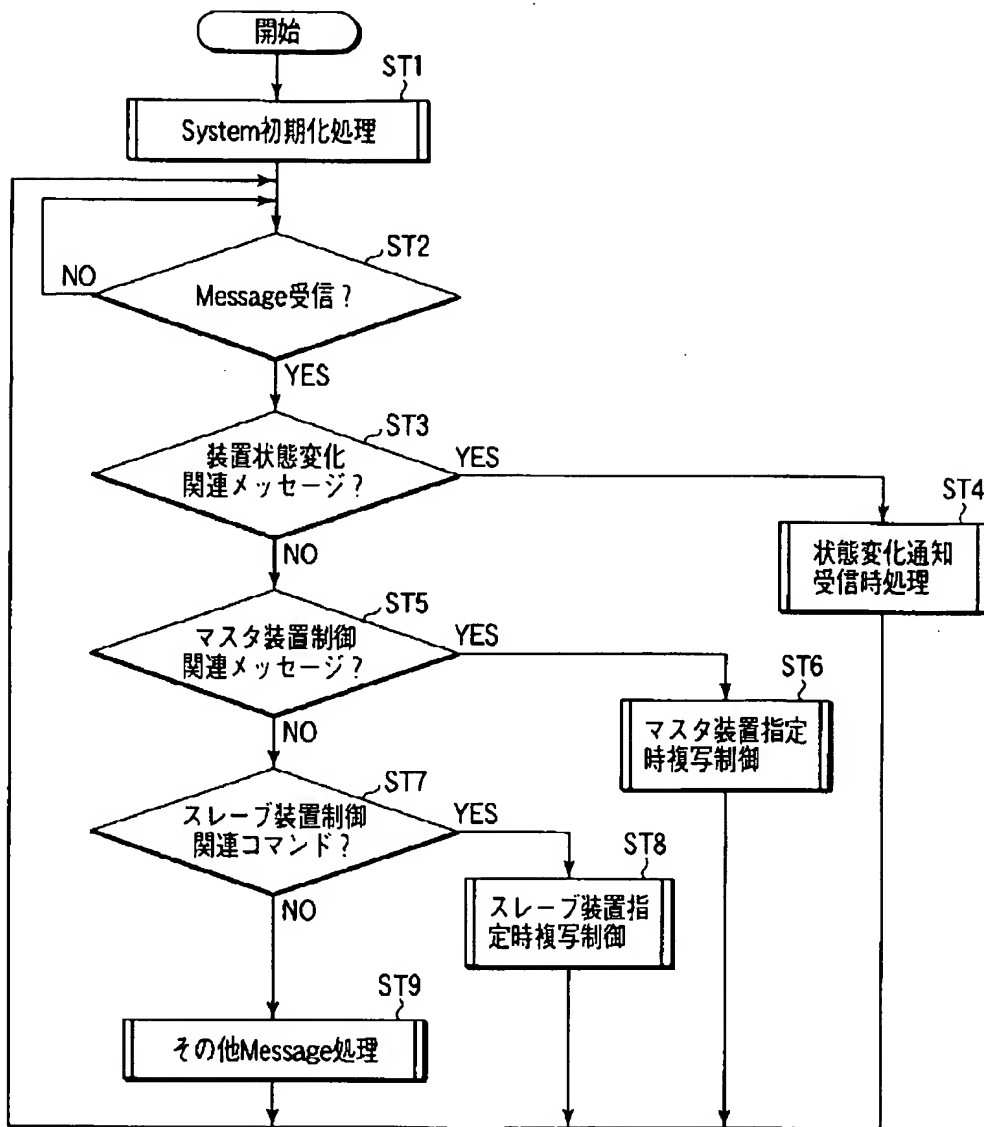 開始
ST1
System初期化処理
ST2
NO
Message受信？
YES
ST3
装置状態変化
関連メッセージ？
YES
NO
ST4
状態変化通知
受信時処理
ST5
マスタ装置制御
関連メッセージ？
YES
NO
ST6
マスタ装置指定
時複写制御
ST7
スレーブ装置制御
関連コマンド？
YES
NO
ST8
スレーブ装置指
定時複写制御
ST9
その他Message処理